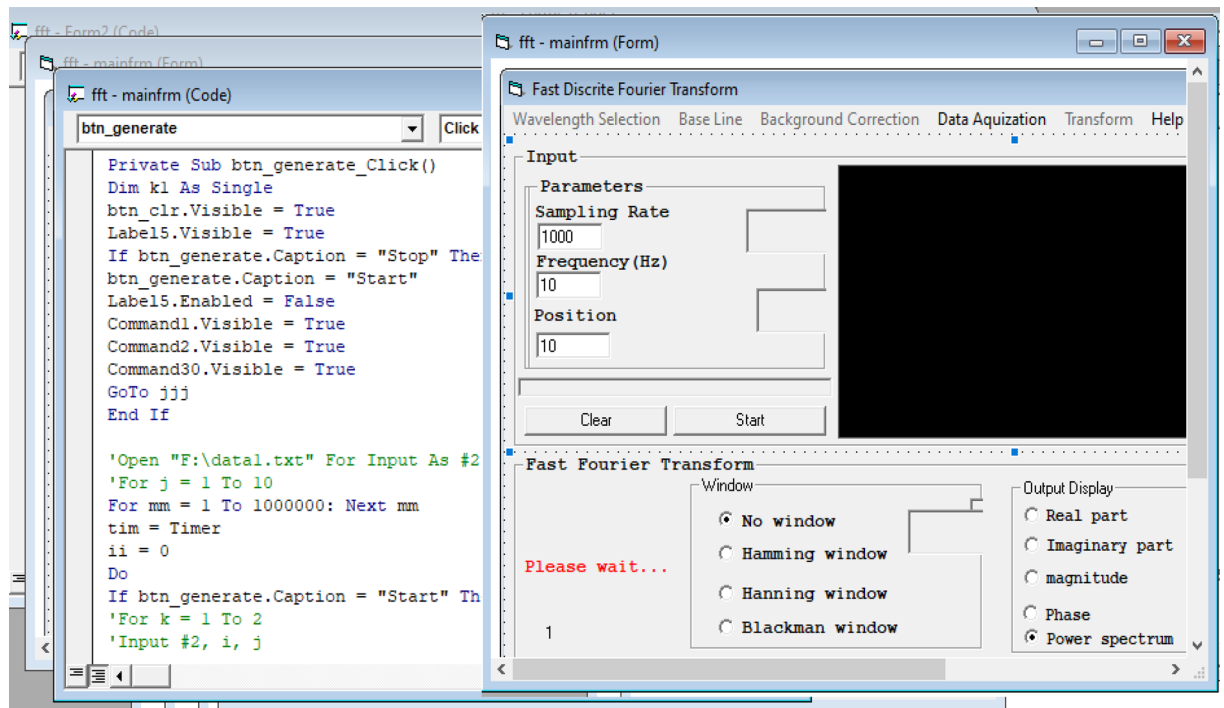 fft - Form2 (Code)
fft - mainfrm (Form)
fft - mainfrm (Code)
btn_generate
Click
Private Sub btn_generate_Click()
Dim k1 As Single
btn_clr.Visible = True
Label5.Visible = True
If btn_generate.Caption = "Stop" The
btn_generate.Caption = "Start"
Label5.Enabled = False
Command1.Visible = True
Command2.Visible = True
Command30.Visible = True
GoTo jjj
End If
'Open "F:\data1.txt" For Input As #2
'For j = 1 To 10
For mm = 1 To 1000000: Next mm
tim = Timer
ii = 0
Do
If btn_generate.Caption = "Start" Th
'For k = 1 To 2
'Input #2, i, j
fft - mainfrm (Form)
Fast Discrite Fourier Transform
Wavelength Selection Base Line Background Correction Data Aquization Transform Help
Input
Parameters
Sampling Rate
1000
Frequency(Hz)
10
Position
10
Clear Start
Fast Fourier Transform
Please wait...
1
Window
No window
Hamming window
Hanning window
Blackman window
Output Display
Real part
Imaginary part
magnitude
Phase
Power spectrum